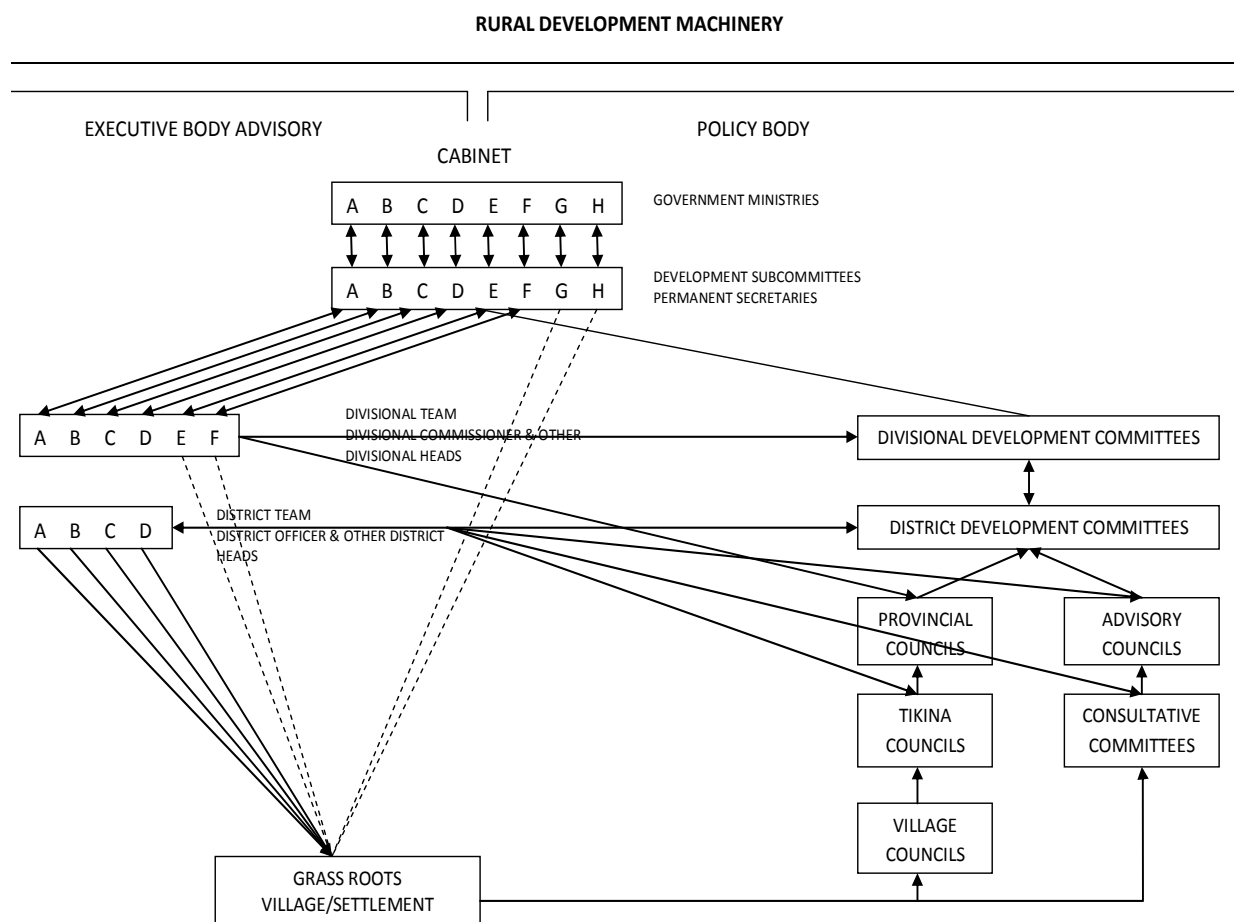 RURAL DEVELOPMENT MACHINERY
EXECUTIVE BODY ADVISORY
POLICY BODY
CABINET
A B C D E F G H
GOVERNMENT MINISTRIES
A B C D E F G H
DEVELOPMENT SUBCOMMITTEES
PERMANENT SECRETARIES
A B C D E F
DIVISIONAL TEAM
DIVISIONAL COMMISSIONER & OTHER
DIVISIONAL HEADS
DIVISIONAL DEVELOPMENT COMMITTEES
A B C D
DISTRICT TEAM
DISTRICT OFFICER & OTHER DISTRICT
HEADS
DISTRICt DEVELOPMENT COMMITTEES
PROVINCIAL
COUNCILS
ADVISORY
COUNCILS
TIKINA
COUNCILS
CONSULTATIVE
COMMITTEES
VILLAGE
COUNCILS
GRASS ROOTS
VILLAGE/SETTLEMENT